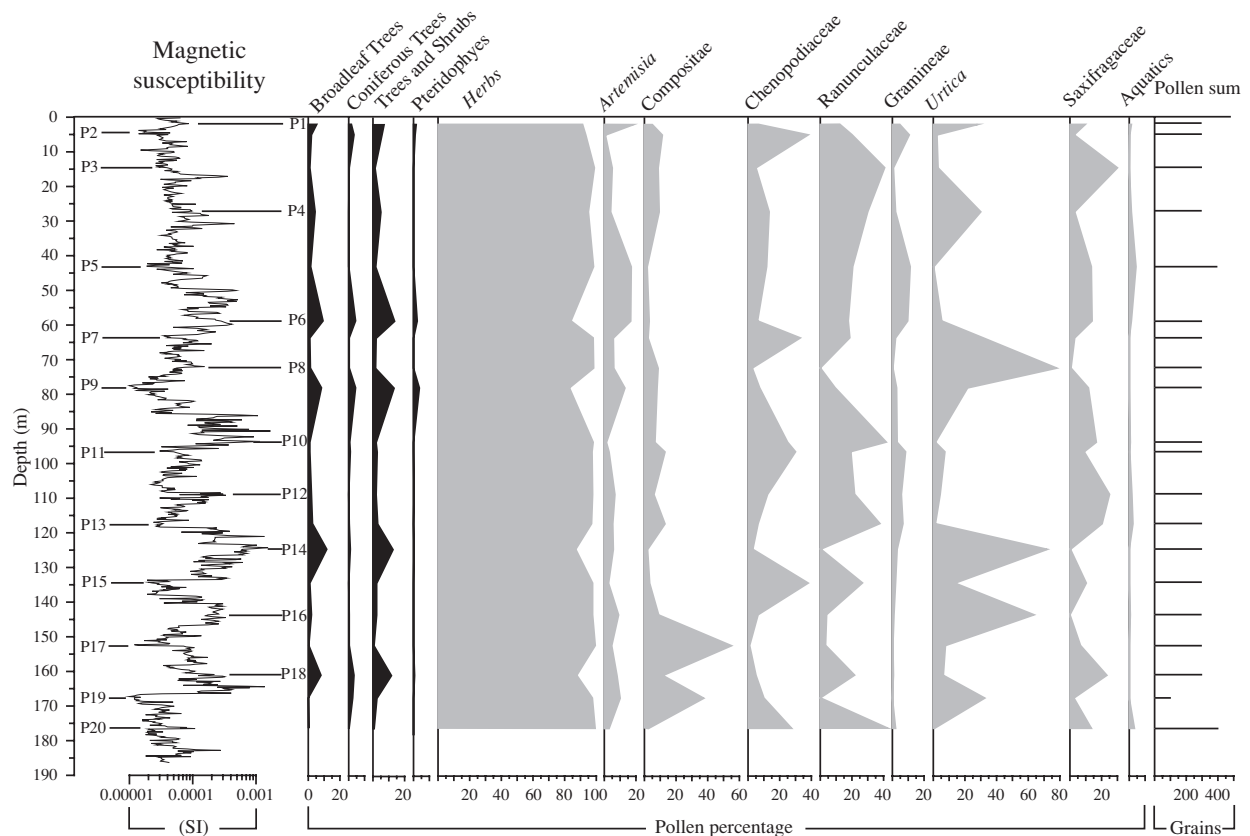 Magnetic
susceptibility
Broadleaf Trees
Coniferous Trees
Trees and Shrubs
Pteridophyes
Herbs
Artemisia
Compositae
Chenopodiaceae
Ranunculaceae
Gramineae
Urtica
Saxifragaceae
Aquatics
Pollen sum
Depth (m)
0
10
20
30
40
50
60
70
80
90
100
110
120
130
140
150
160
170
180
190
P1
P2
P3
P4
P5
P6
P7
P8
P9
P10
P11
P12
P13
P14
P15
P16
P17
P18
P19
P20
0.00001 0.0001 0.001
0 20 20 20 40 60 80 100 20 20 40 60 20 40 20 40 0 20 40 60 80 20 200 400
(SI)
Pollen percentage
Grains